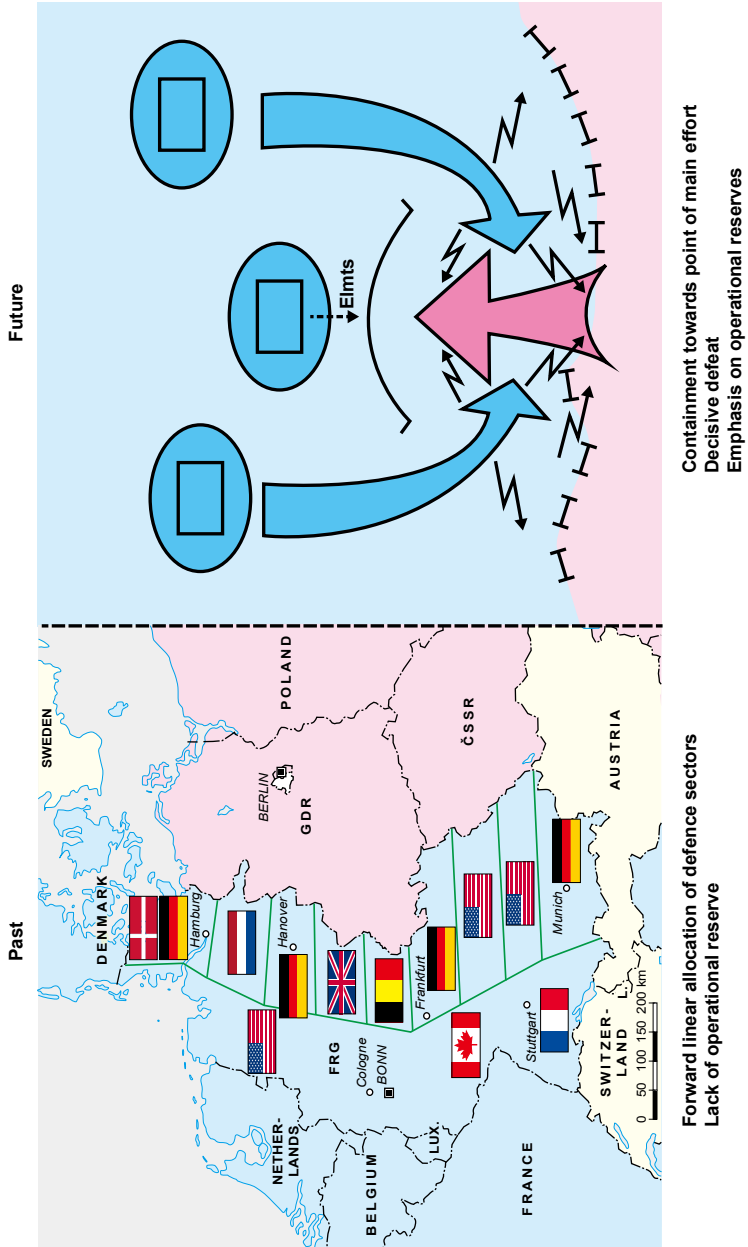 Past
Future
SWEDEN
DENMARK
Hamburg
POLAND
BERLIN
GDR
Hanover
NETHER-
LANDS
FRG
Cologne
BONN
BELGIUM
LUX.
Frankfurt
ČSSR
FRANCE
Stuttgart
Munich
SWITZER-
LAND
L.
AUSTRIA
0 50 100 150 200 km
Elmts
Forward linear allocation of defence sectors
Lack of operational reserve
Containment towards point of main effort
Decisive defeat
Emphasis on operational reserves